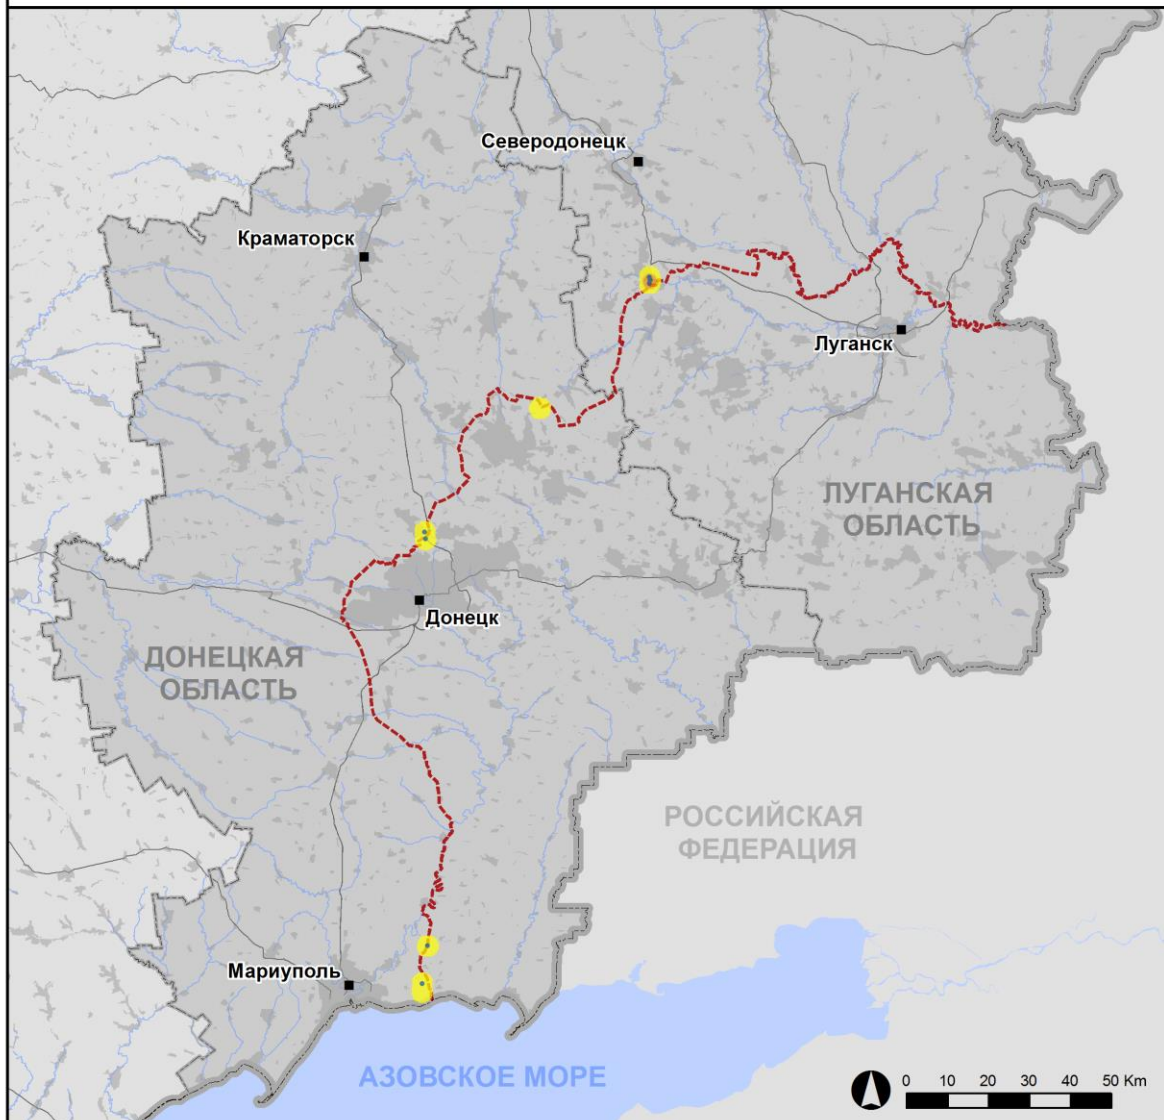 Северодонецк
Краматорск
Луганск
ЛУГАНСКАЯ
ОБЛАСТЬ
Донецк
ДОНЕЦКАЯ
ОБЛАСТЬ
РОССИЙСКАЯ
ФЕДЕРАЦИЯ
Мариуполь
АЗОВСКОЕ МОРЕ
0 10 20 30 40 50 Km